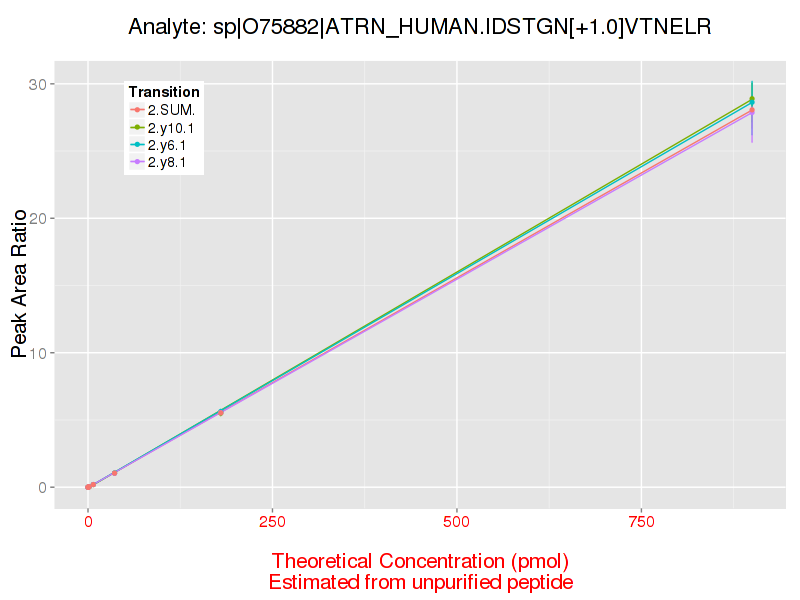 Analyte: sp|O75882|ATRN_HUMAN.IDSTGN[+1.0]VTNELR
Peak Area Ratio
30
20
10
0
Transition
2.SUM.
2.y10.1
2.y6.1
2.y8.1
0
250
500
750
Theoretical Concentration (pmol)
Estimated from unpurified peptide